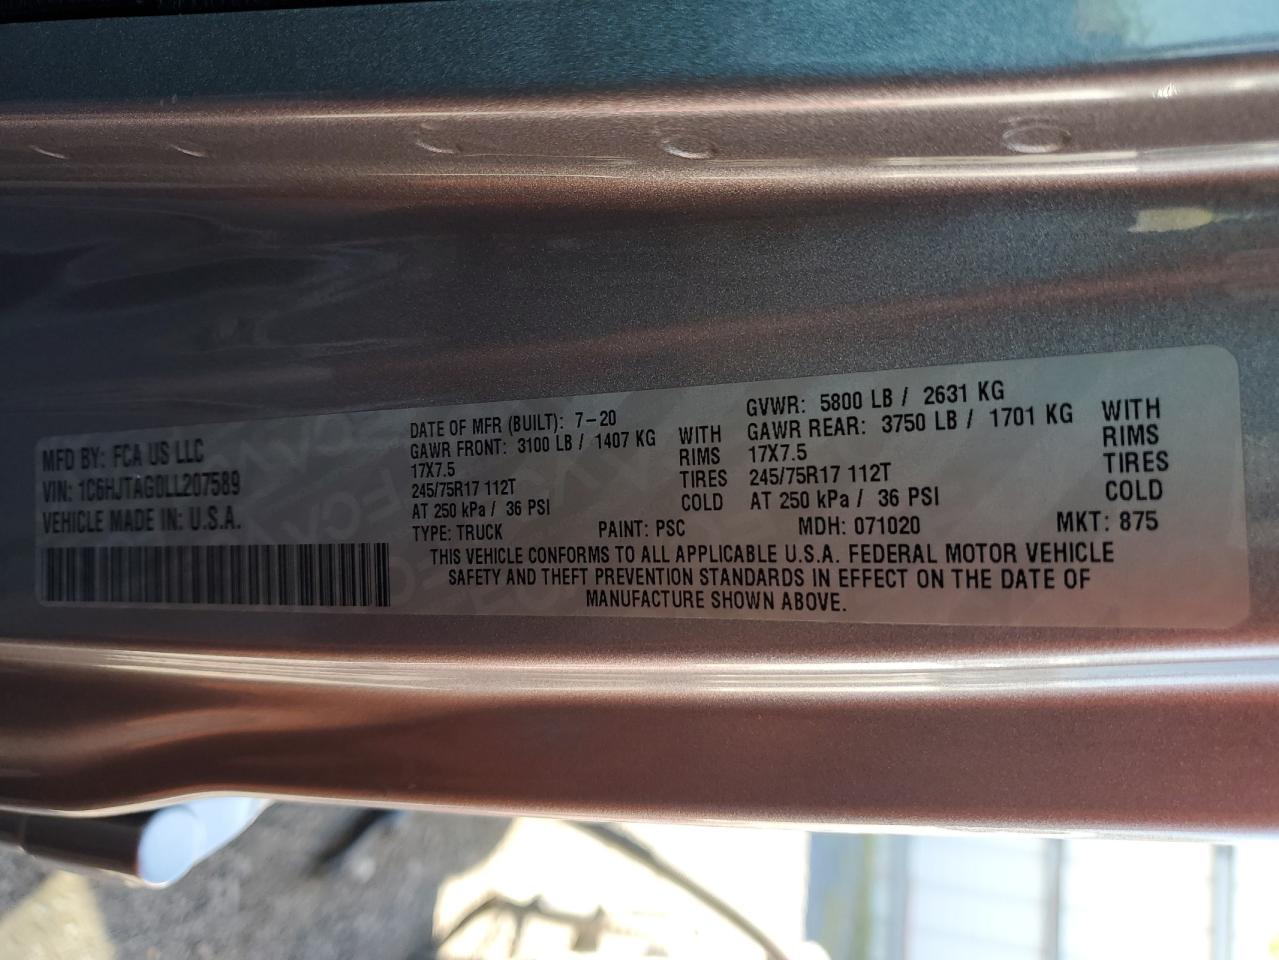 MFD BY: FCA US LLC
VIN: 1C6HJTAG0LL207589
VEHICLE MADE IN: U.S.A.
DATE OF MFR (BUILT): 7-20
GAWR FRONT: 3100 LB / 1407 KG WITH
17X7.5 RIMS
245/75R17 112T TIRES
AT 250 kPa / 36 PSI COLD
GVWR: 5800 LB / 2631 KG
GAWR REAR: 3750 LB / 1701 KG WITH
17X7.5 RIMS
245/75R17 112T TIRES
AT 250 kPa / 36 PSI COLD
TYPE: TRUCK PAINT: PSC MDH: 071020 MKT: 875
THIS VEHICLE CONFORMS TO ALL APPLICABLE U.S.A. FEDERAL MOTOR VEHICLE
SAFETY AND THEFT PREVENTION STANDARDS IN EFFECT ON THE DATE OF
MANUFACTURE SHOWN ABOVE.